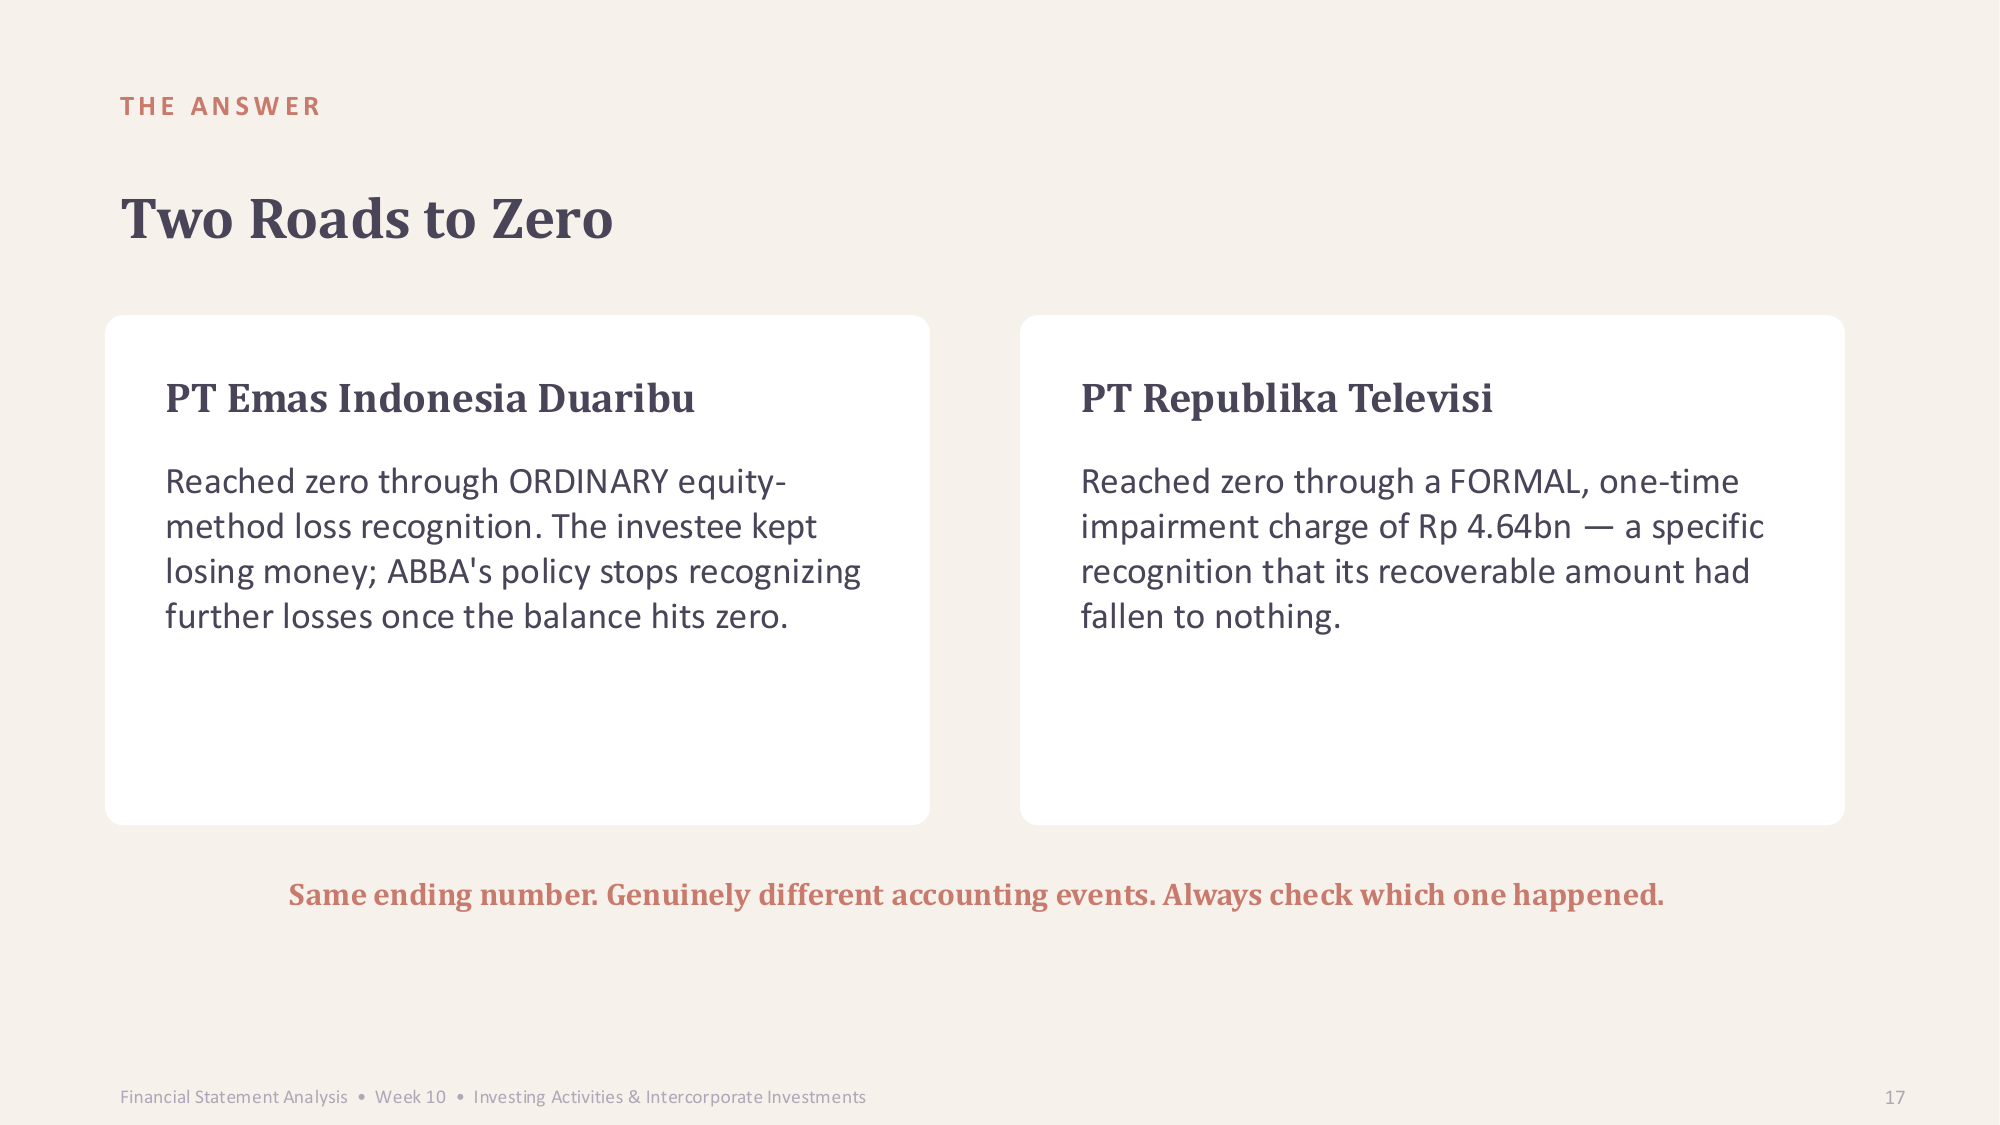 THE ANSWER
Two Roads to Zero
PT Emas Indonesia Duaribu
Reached zero through ORDINARY equity-
method loss recognition. The investee kept
losing money; ABBA's policy stops recognizing
further losses once the balance hits zero.
PT Republika Televisi
Reached zero through a FORMAL, one-time
impairment charge of Rp 4.64bn — a specific
recognition that its recoverable amount had
fallen to nothing.
Same ending number. Genuinely different accounting events. Always check which one happened.
Financial Statement Analysis • Week 10 • Investing Activities & Intercorporate Investments
17